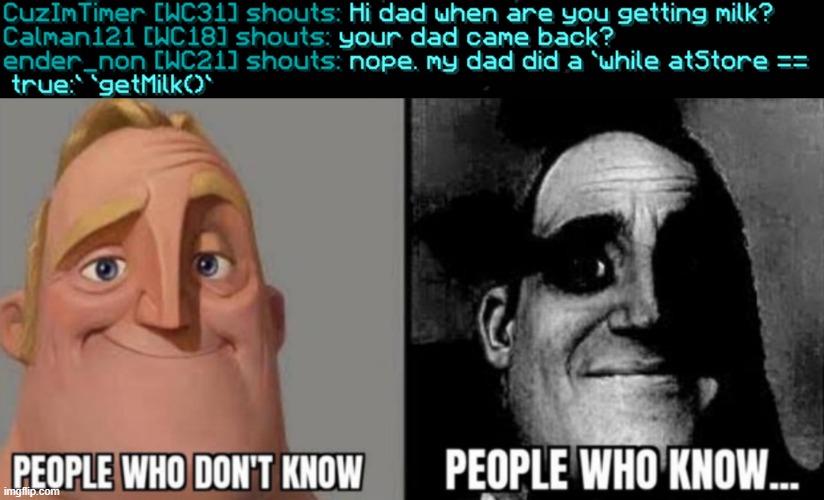 CuzImTimer [WC31] shouts: Hi dad when are you getting milk?
Calman121 [WC18] shouts: your dad came back?
ender_non [WC21] shouts: nope. my dad did a `while atStore ==
true:` `getMilk()`
PEOPLE WHO DON'T KNOW
PEOPLE WHO KNOW...
imgflip.com